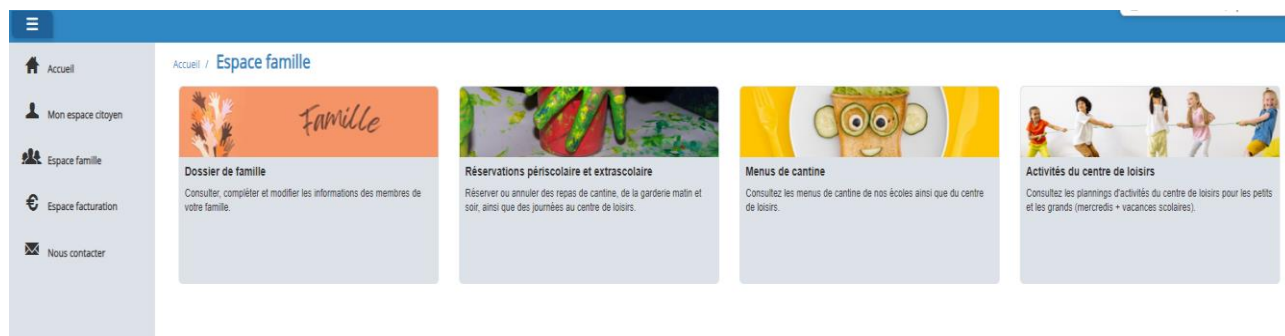 Accueil
Mon espace citoyen
Espace famille
Espace facturation
Nous contacter
Accueil / Espace famille
Famille
Dossier de famille
Consulter, compléter et modifier les informations des membres de
votre famille.
Réservations périscolaire et extrascolaire
Réserver ou annuler des repas de cantine, de la garderie matin et
soir, ainsi que des journées au centre de loisirs.
Menus de cantine
Consultez les menus de cantine de nos écoles ainsi que du centre
de loisirs.
Activités du centre de loisirs
Consultez les plannings d'activités du centre de loisirs pour les petits
et les grands (mercredis + vacances scolaires).